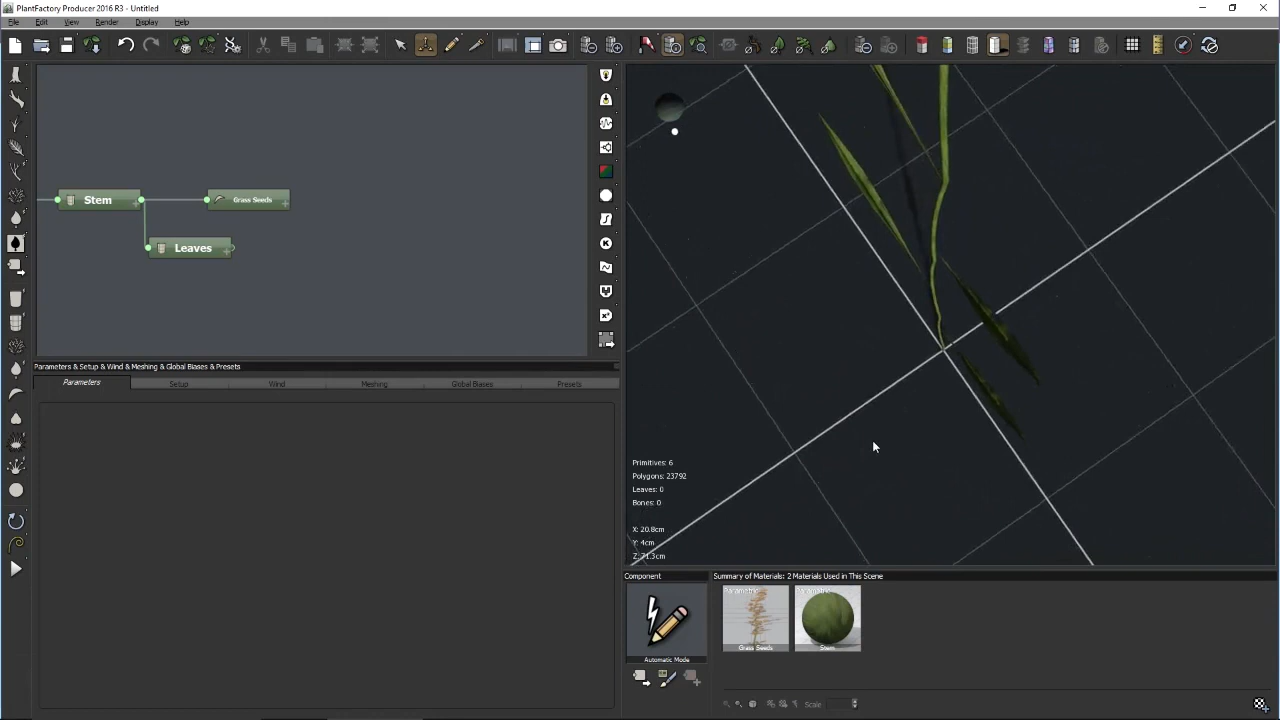 PlantFactory Producer 2016 R3 - Untitled
File Edit View Render Display Help
Stem
Grass Seeds
Leaves
Parameters & Setup & Wind & Meshing & Global Biases & Presets
Parameters Setup Wind Meshing Global Biases Presets
Primitives: 6
Polygons: 23792
Leaves: 0
Bones: 0
X: 20.8cm
Y: 4cm
Z: 71.3cm
Component
Summary of Materials: 2 Materials Used in This Scene
Parametric Parametric
Grass Seeds Stem
Automatic Mode
Scale